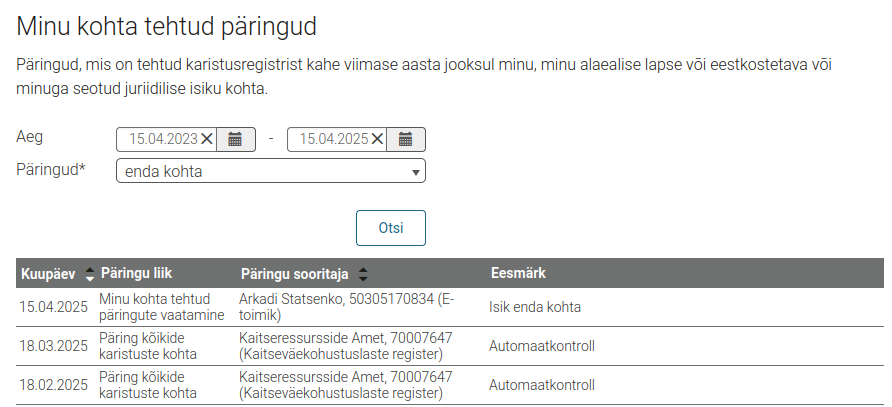 Minu kohta tehtud päringud
Päringud, mis on tehtud karistusregistrist kahe viimase aasta jooksul minu, minu alaealise lapse või eestkostetava või
minuga seotud juriidilise isiku kohta.
Aeg 15.04.2023 - 15.04.2025
Päringud* enda kohta
Otsi
Kuupäev Päringu liik Päringu sooritaja Eesmärk
15.04.2025 Minu kohta tehtud päringute vaatamine Arkadi Statsenko, 50305170834 (E-toimik) Isik enda kohta
18.03.2025 Päring kõikide karistuste kohta Kaitseressursside Amet, 70007647 (Kaitseväekohustuslaste register) Automaatkontroll
18.02.2025 Päring kõikide karistuste kohta Kaitseressursside Amet, 70007647 (Kaitseväekohustuslaste register) Automaatkontroll